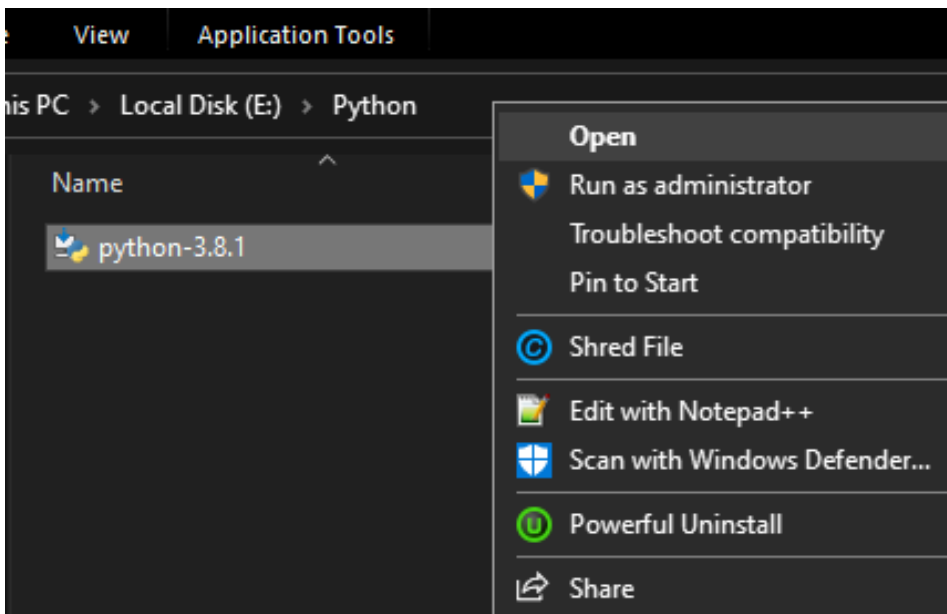 View Application Tools
his PC > Local Disk (E:) > Python
Name
python-3.8.1
Open
Run as administrator
Troubleshoot compatibility
Pin to Start
Shred File
Edit with Notepad++
Scan with Windows Defender...
Powerful Uninstall
Share